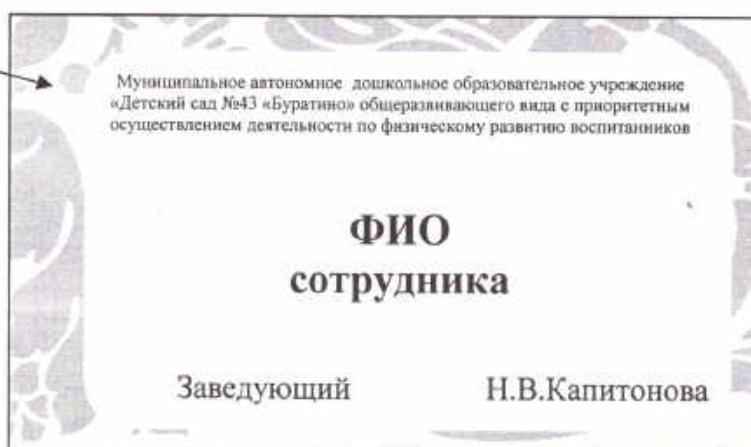 Муниципальное автономное дошкольное образовательное учреждение
«Детский сад №43 «Буратино» общеразвивающего вида с приоритетным
осуществлением деятельности по физическому развитию воспитанников
ФИО
сотрудника
Заведующий Н.В.Капитонова